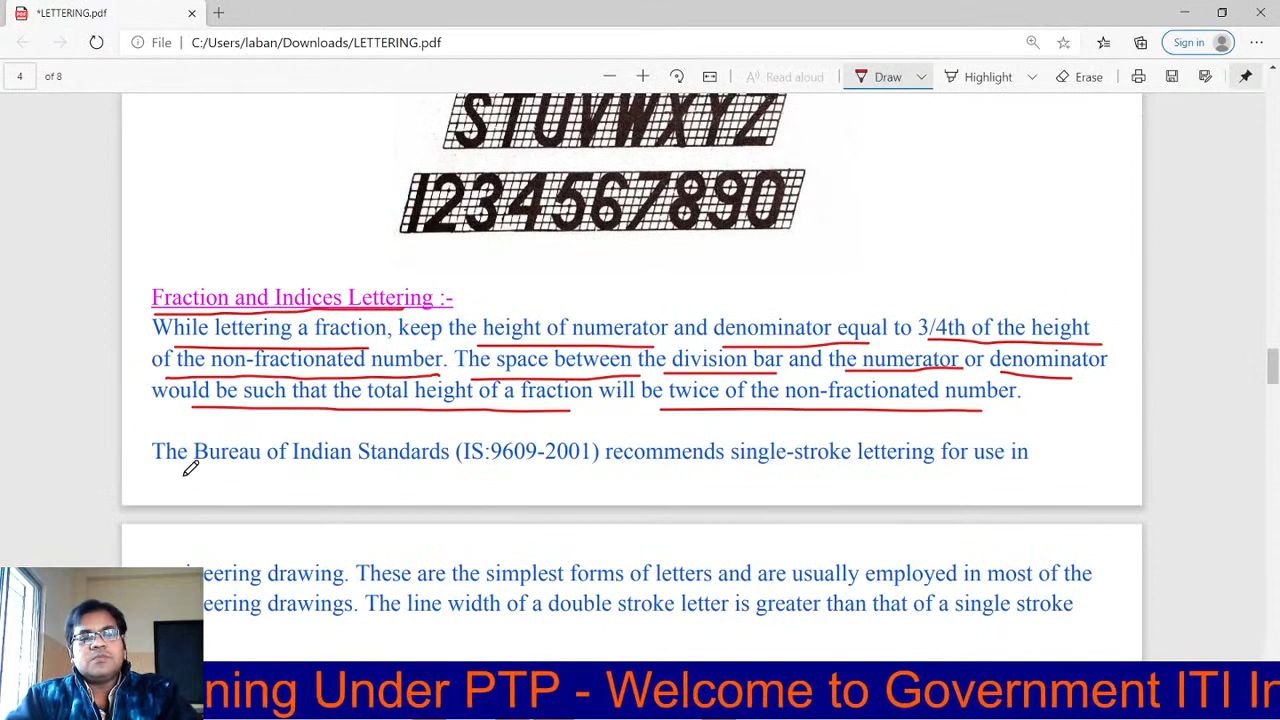 *LETTERING.pdf
File
C:/Users/laban/Downloads/LETTERING.pdf
Sign in
4 of 8
Read aloud
Draw
Highlight
Erase
STUVWXYZ
1234567890
Fraction and Indices Lettering :-
While lettering a fraction, keep the height of numerator and denominator equal to 3/4th of the height
of the non-fractionated number. The space between the division bar and the numerator or denominator
would be such that the total height of a fraction will be twice of the non-fractionated number.
The Bureau of Indian Standards (IS:9609-2001) recommends single-stroke lettering for use in
eering drawing. These are the simplest forms of letters and are usually employed in most of the
eering drawings. The line width of a double stroke letter is greater than that of a single stroke
ning Under PTP - Welcome to Government ITI In